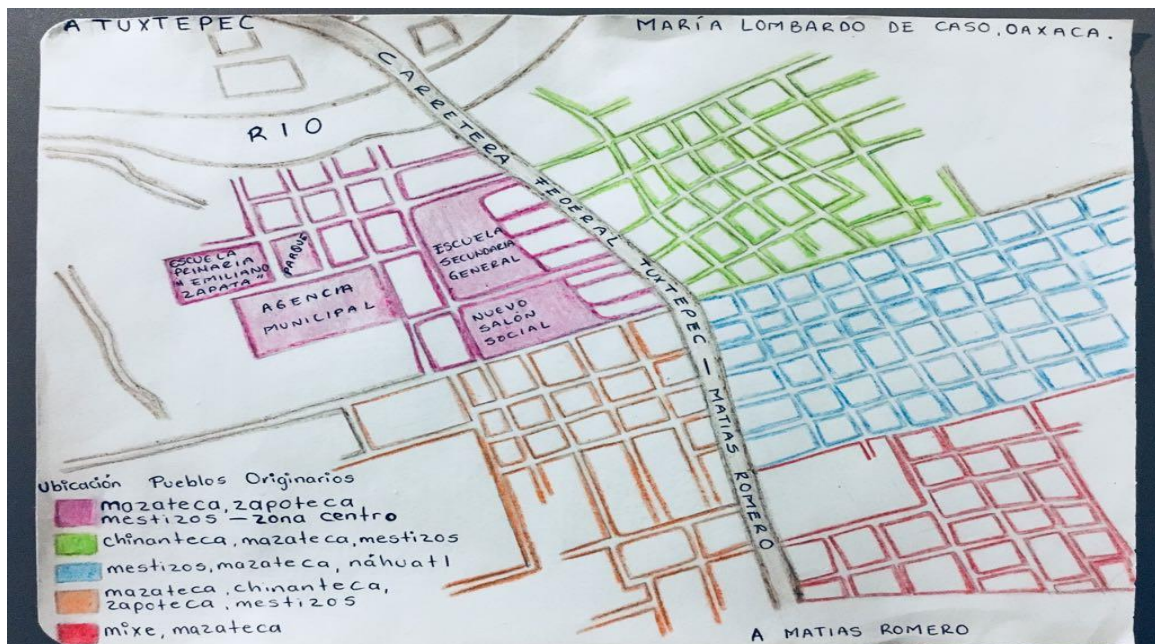 A TUXTEPEC
MARÍA LOMBARDO DE CASO, OAXACA.
CARRETERA FEDERAL TUXTEPEC — MATIAS ROMERO
RIO
ESCUELA
PRIMARIA
"EMILIANO
ZAPATA"
PARQUE
ESCUELA
SECUNDARIA
GENERAL
AGENCIA
MUNICIPAL
NUEVO
SALÓN
SOCIAL
Ubicación Pueblos Originarios
mazateca, zapoteca
mestizos — zona centro
chinanteca, mazateca, mestizos
mestizos, mazateca, náhuatl
mazateca, chinanteca,
zapoteca, mestizos
mixe, mazateca
A MATIAS ROMERO